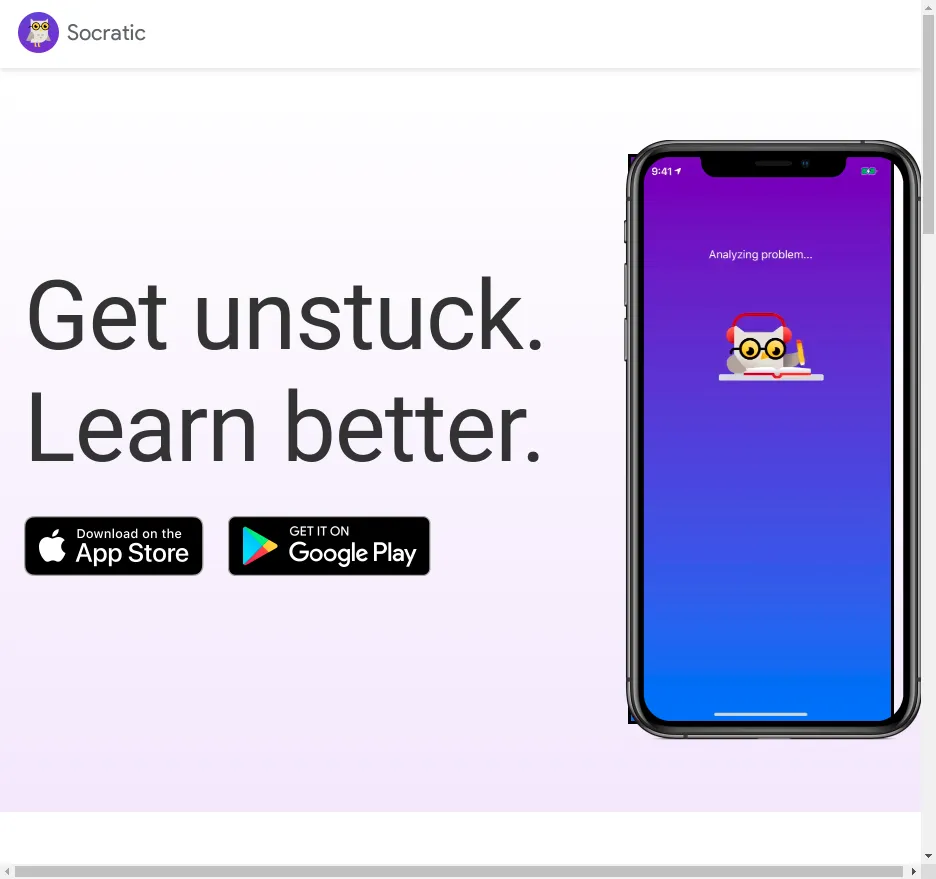 Socratic
9:41
Analyzing problem...
Get unstuck.
Learn better.
Download on the
App Store
GET IT ON
Google Play